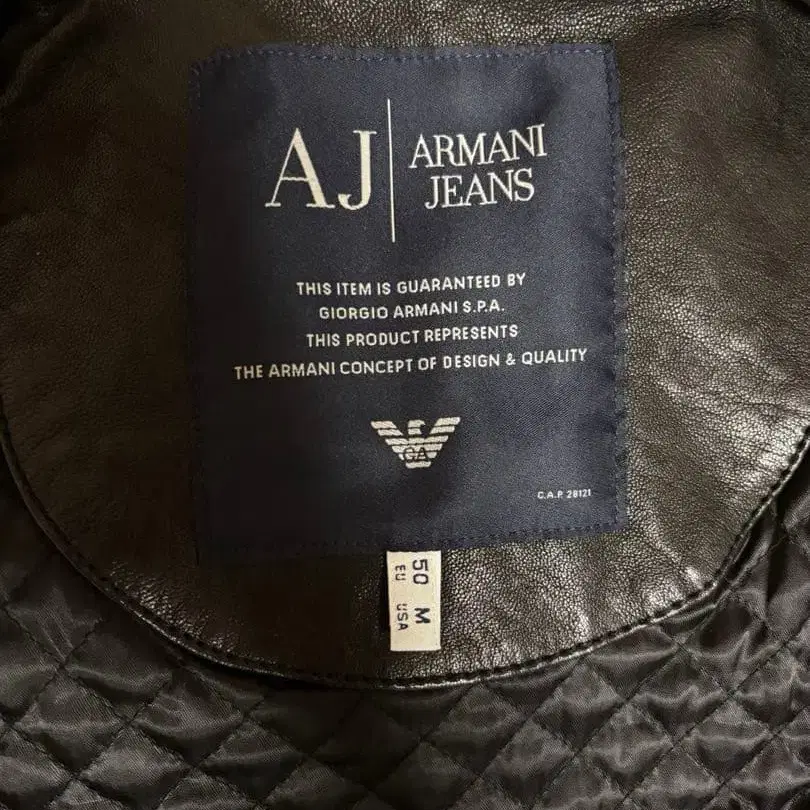 AJ
ARMANI
JEANS
THIS ITEM IS GUARANTEED BY
GIORGIO ARMANI S.P.A.
THIS PRODUCT REPRESENTS
THE ARMANI CONCEPT OF DESIGN & QUALITY
GA
C.A.P. 28121
50 M
EU USA